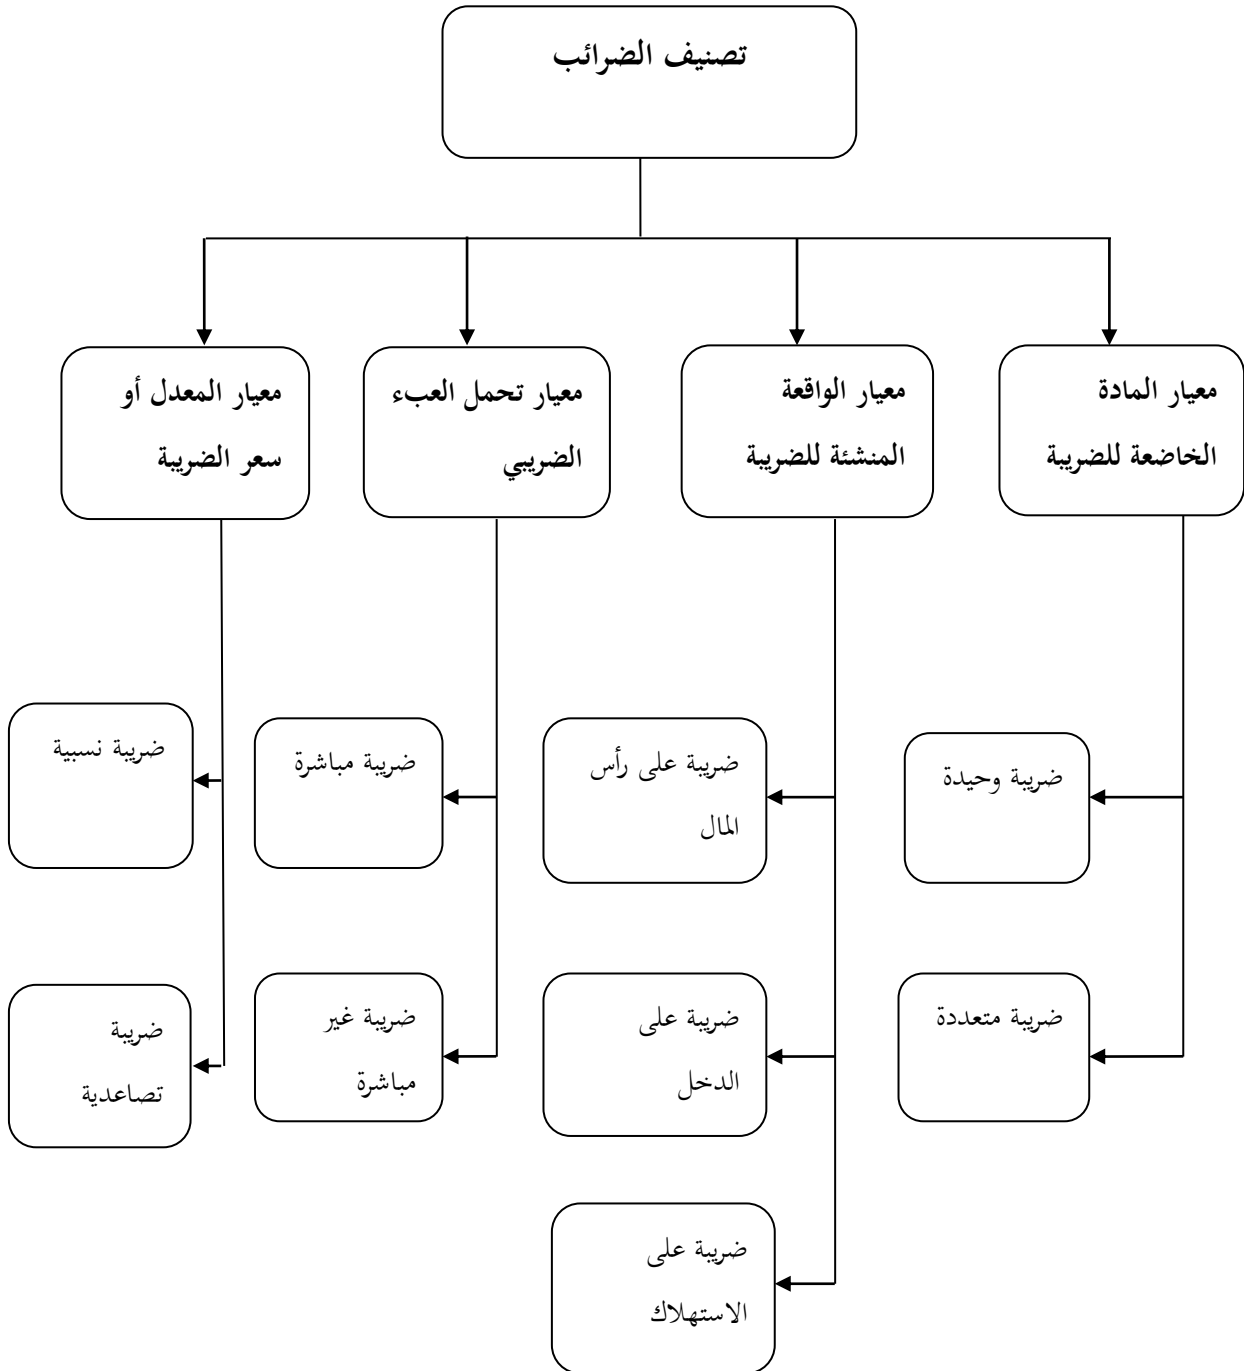 تصنيف الضرائب
معيار المادة
الخاضعة للضريبة
معيار الواقعة
المنشئة للضريبة
معيار تحمل العبء
الضريبي
معيار المعدل أو
سعر الضريبة
ضريبة وحيدة
ضريبة على رأس
المال
ضريبة مباشرة
ضريبة نسبية
ضريبة متعددة
ضريبة على
الدخل
ضريبة غير
مباشرة
ضريبة
تصاعدية
ضريبة على
الاستهلاك